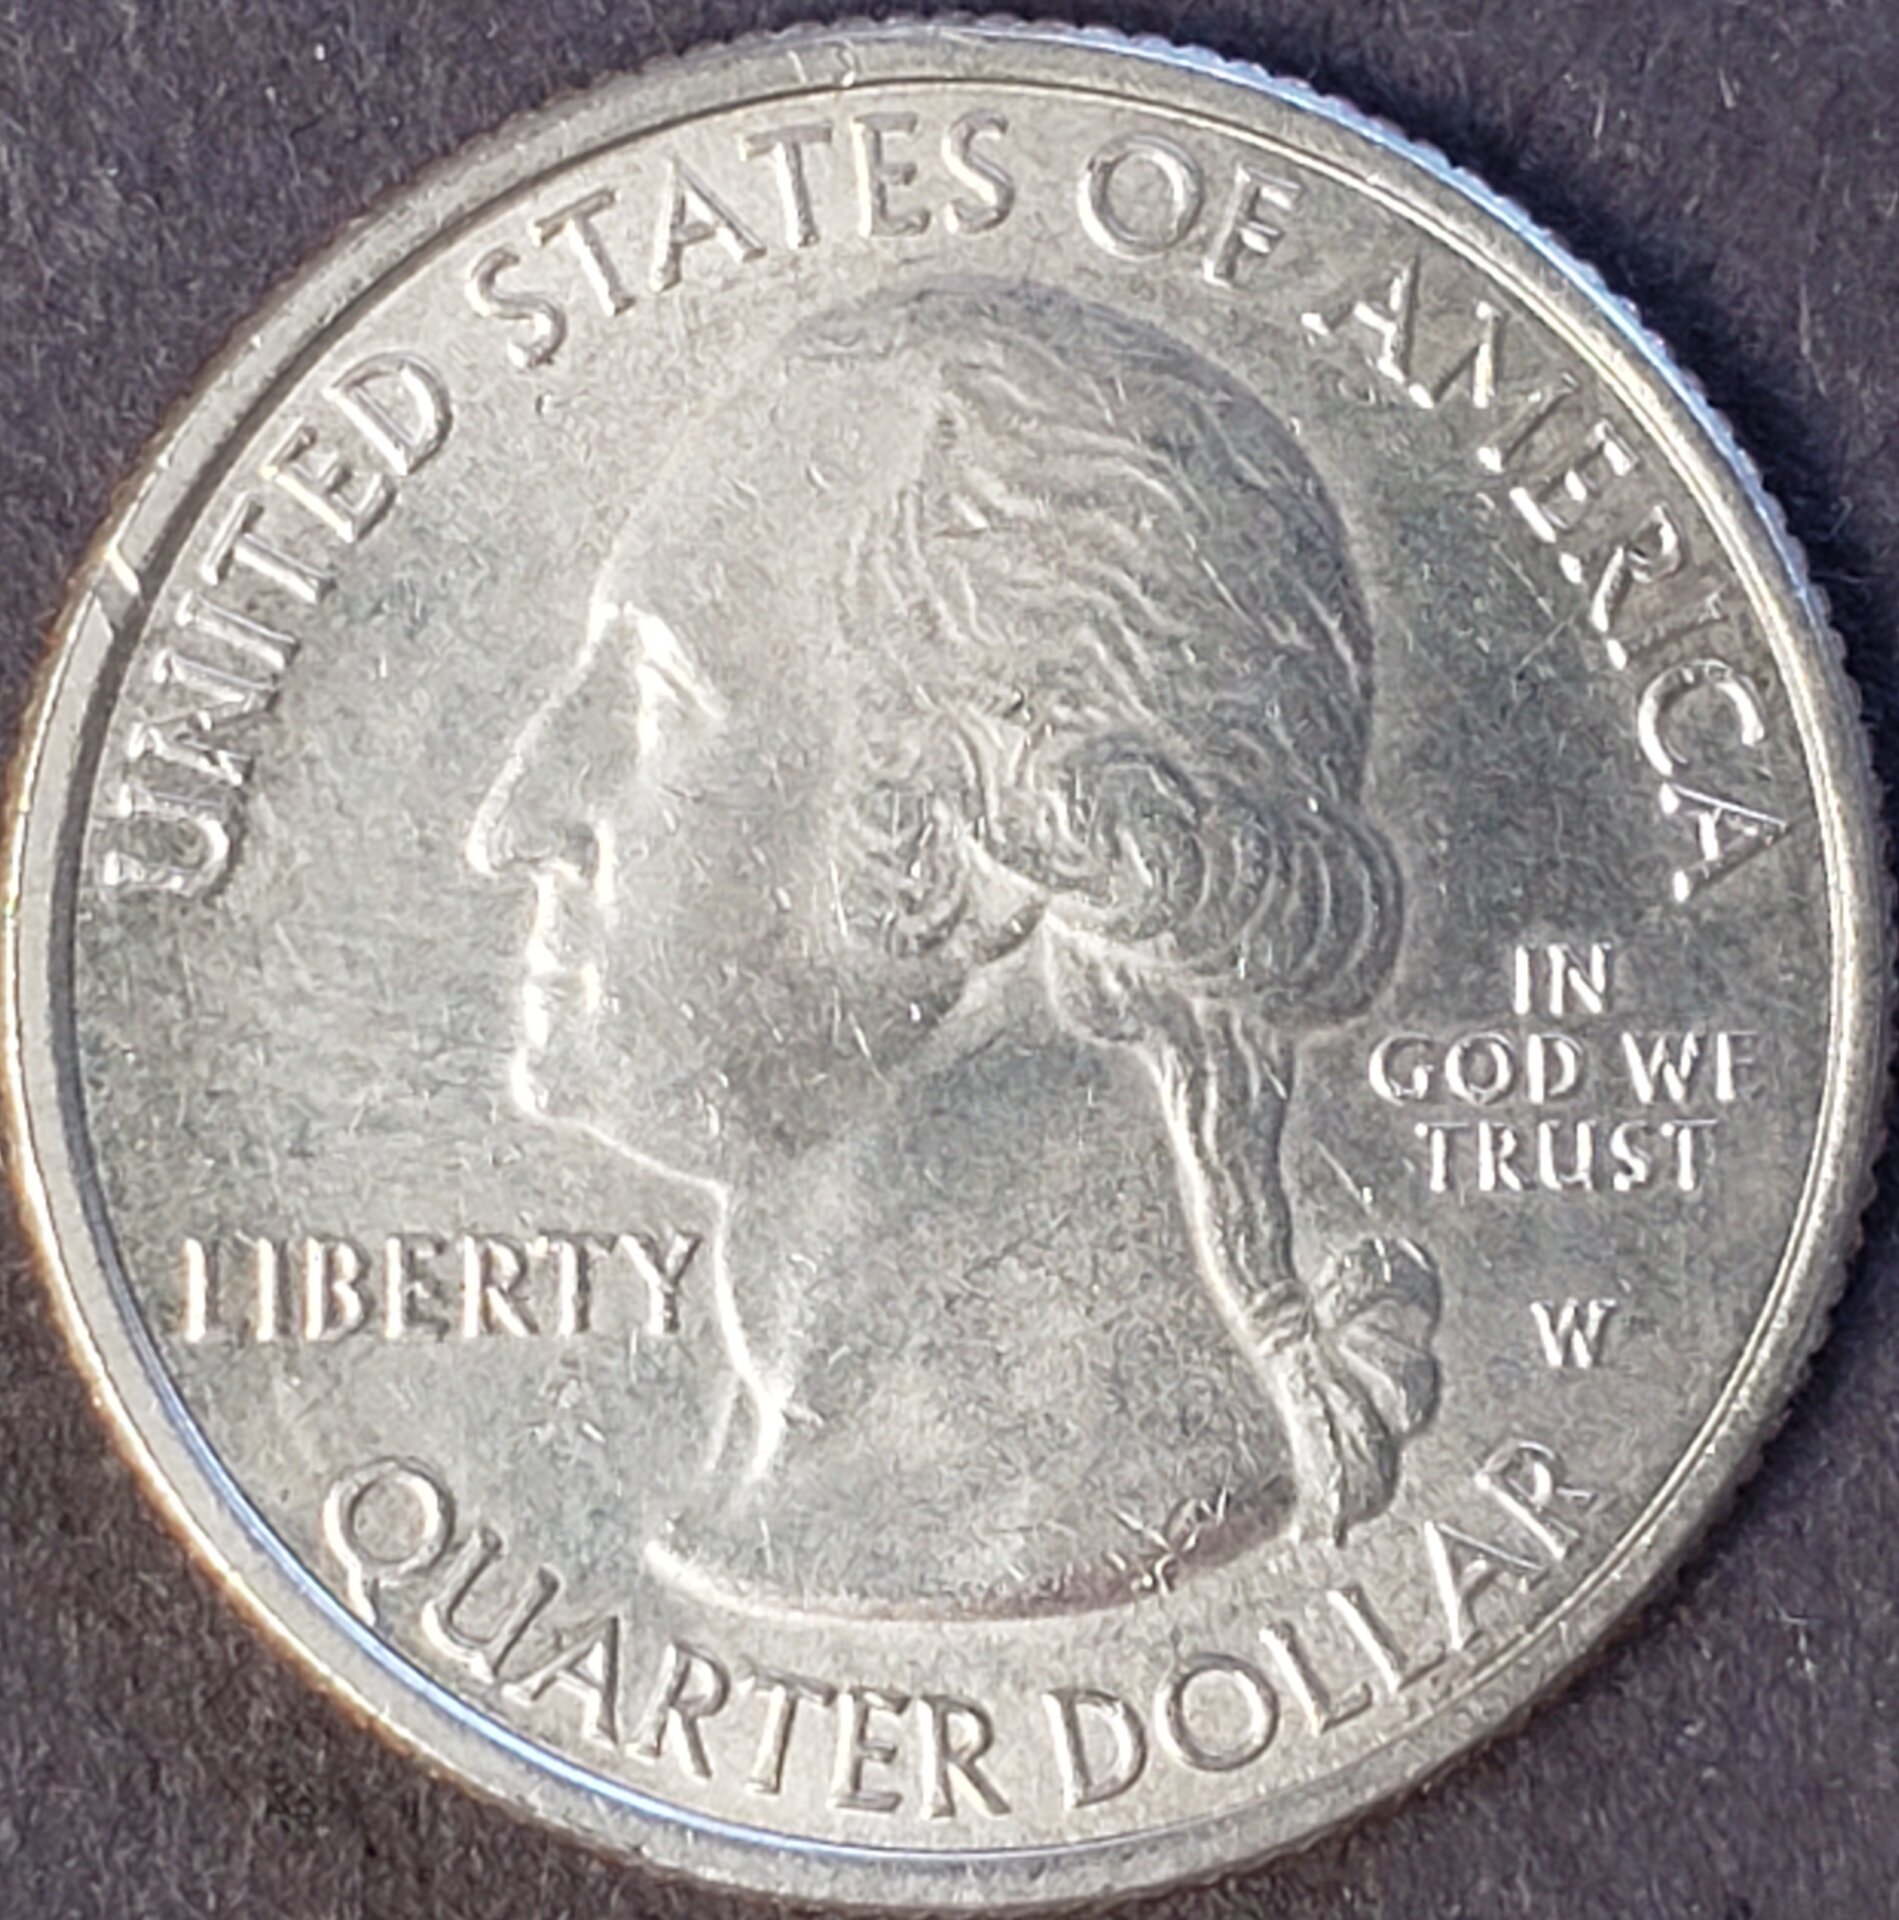 UNITED STATES OF AMERICA
IN
GOD WE
TRUST
LIBERTY
W
QUARTER DOLLAR